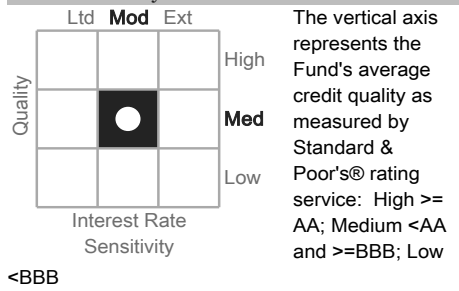 Ltd Mod Ext
High
Med
Low
Quality
Interest Rate
Sensitivity
The vertical axis
represents the
Fund's average
credit quality as
measured by
Standard &
Poor's® rating
service: High >=
AA; Medium <AA
and >=BBB; Low
<BBB